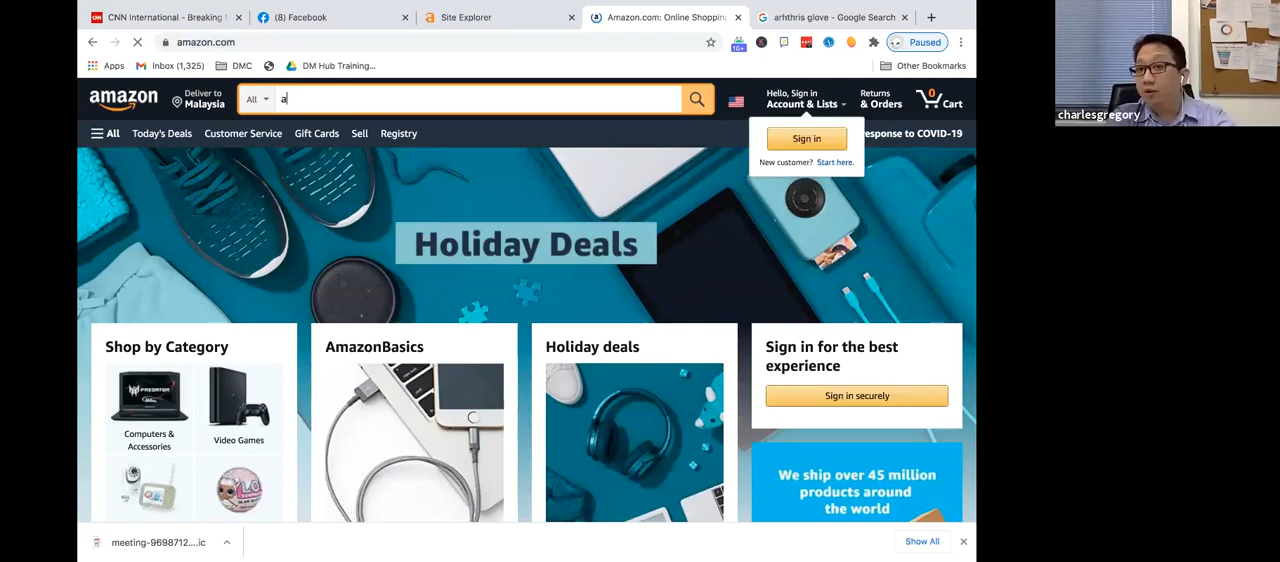 CNN International - Breaking N
(8) Facebook
Site Explorer
Amazon.com: Online Shopping
arhthris glove - Google Search
amazon.com
10+
Paused
Apps
Inbox (1,325)
DMC
DM Hub Training...
Other Bookmarks
amazon
Deliver to
Malaysia
All
a
Hello, Sign in
Account & Lists
Returns
& Orders
0
Cart
All
Today's Deals
Customer Service
Gift Cards
Sell
Registry
esponse to COVID-19
Sign in
New customer? Start here.
Holiday Deals
Shop by Category
AmazonBasics
Holiday deals
Sign in for the best
experience
Sign in securely
PREDATOR
Computers &
Accessories
Video Games
L.O.L
We ship over 45 million
products around
the world
meeting-9698712....ic
Show All
charlesgregory